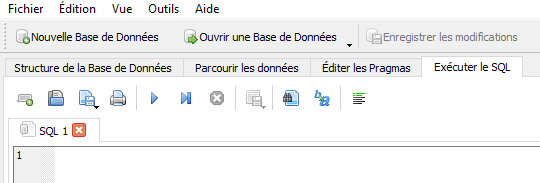 Fichier Édition Vue Outils Aide
Nouvelle Base de Données Ouvrir une Base de Données Enregistrer les modifications
Structure de la Base de Données Parcourir les données Éditer les Pragmas Exécuter le SQL
SQL 1
1